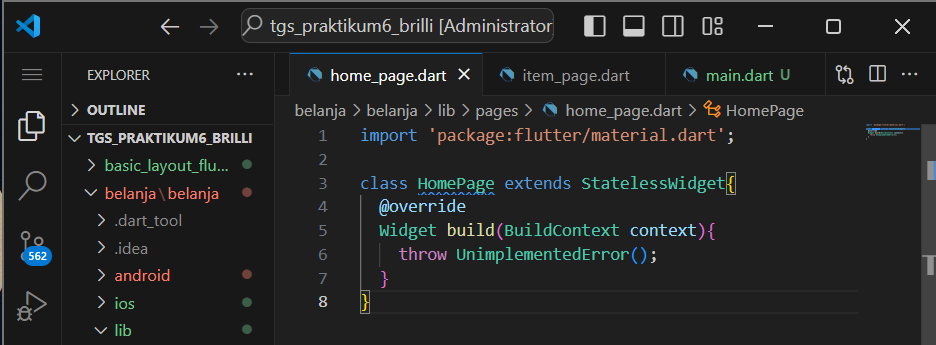 tgs_praktikum6_brilli [Administrator
EXPLORER
home_page.dart
item_page.dart
main.dart U
OUTLINE
belanja > belanja > lib > pages > home_page.dart > HomePage
TGS_PRAKTIKUM6_BRILLI
basic_layout_flu...
belanja\belanja
.dart_tool
.idea
android
ios
lib
562
1 import 'package:flutter/material.dart';
2
3 class HomePage extends StatelessWidget{
4 @override
5 Widget build(BuildContext context){
6 throw UnimplementedError();
7 }
8 }